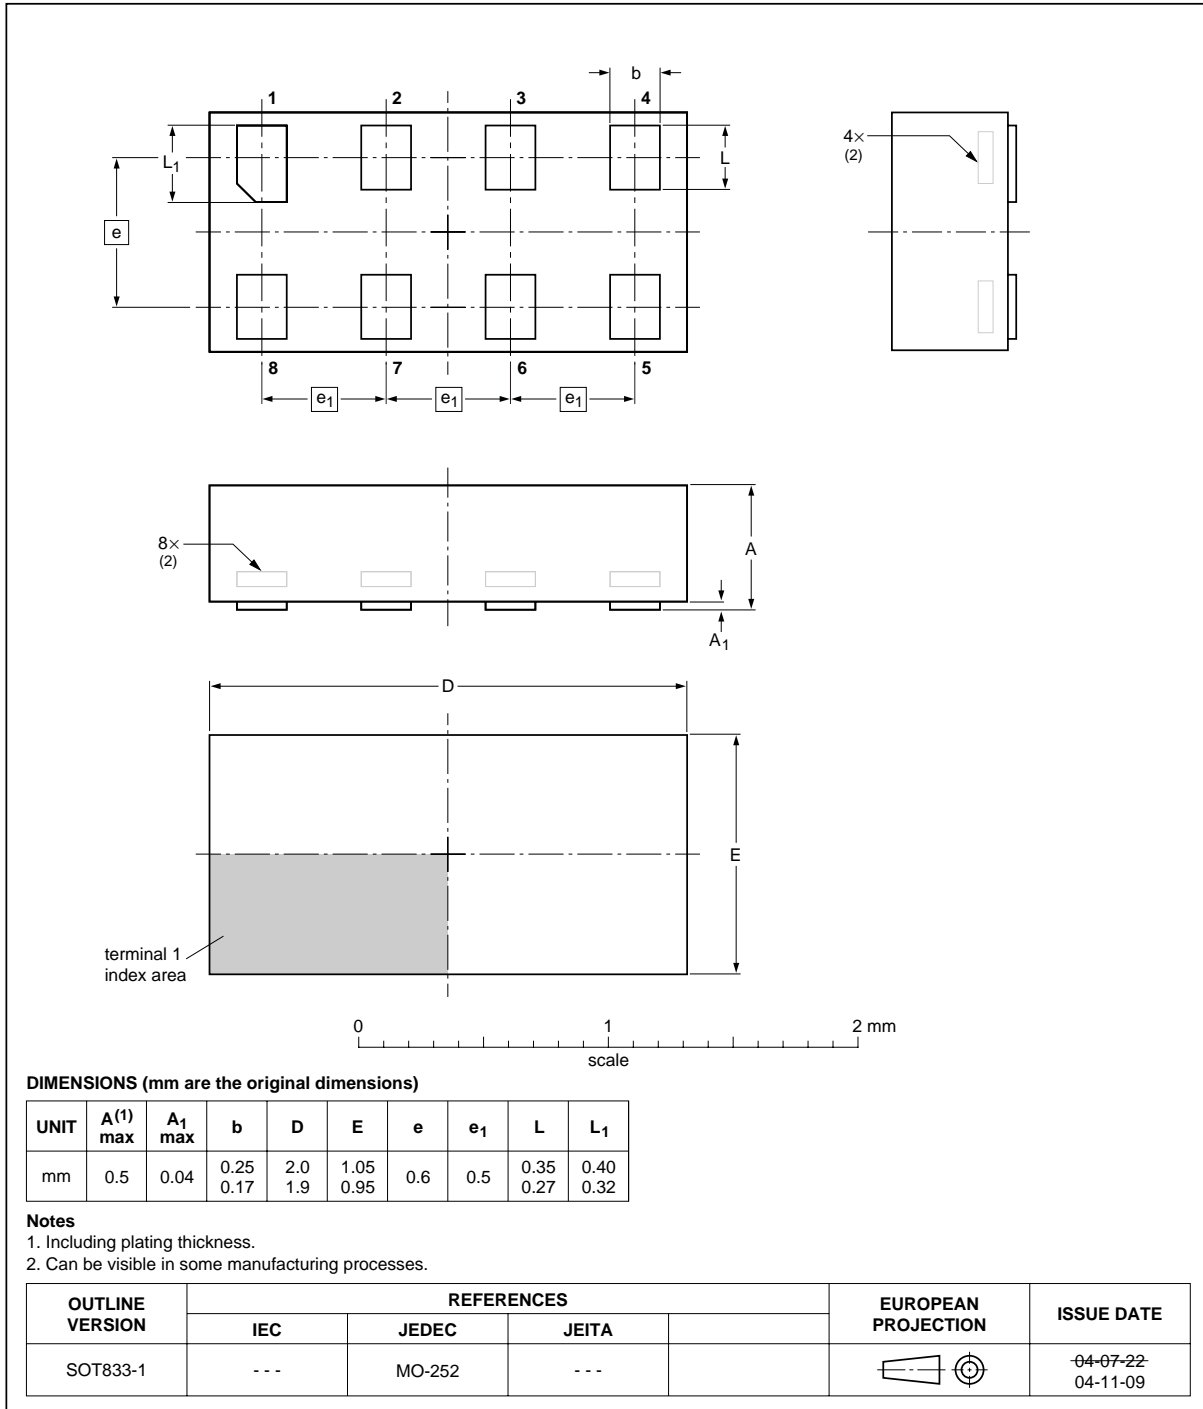 1 2 3 4
b
L1
L
e
8 7 6 5
e1 e1 e1
4×
(2)
8×
(2)
A
A1
D
E
terminal 1
index area
0 1 2 mm
scale
DIMENSIONS (mm are the original dimensions)
UNIT A(1) max A1 max b D E e e1 L L1
mm 0.5 0.04 0.25 0.17 2.0 1.9 1.05 0.95 0.6 0.5 0.35 0.27 0.40 0.32
Notes
1. Including plating thickness.
2. Can be visible in some manufacturing processes.
OUTLINE VERSION REFERENCES EUROPEAN PROJECTION ISSUE DATE
IEC JEDEC JEITA
SOT833-1 - - - MO-252 - - - 04-07-22
04-11-09